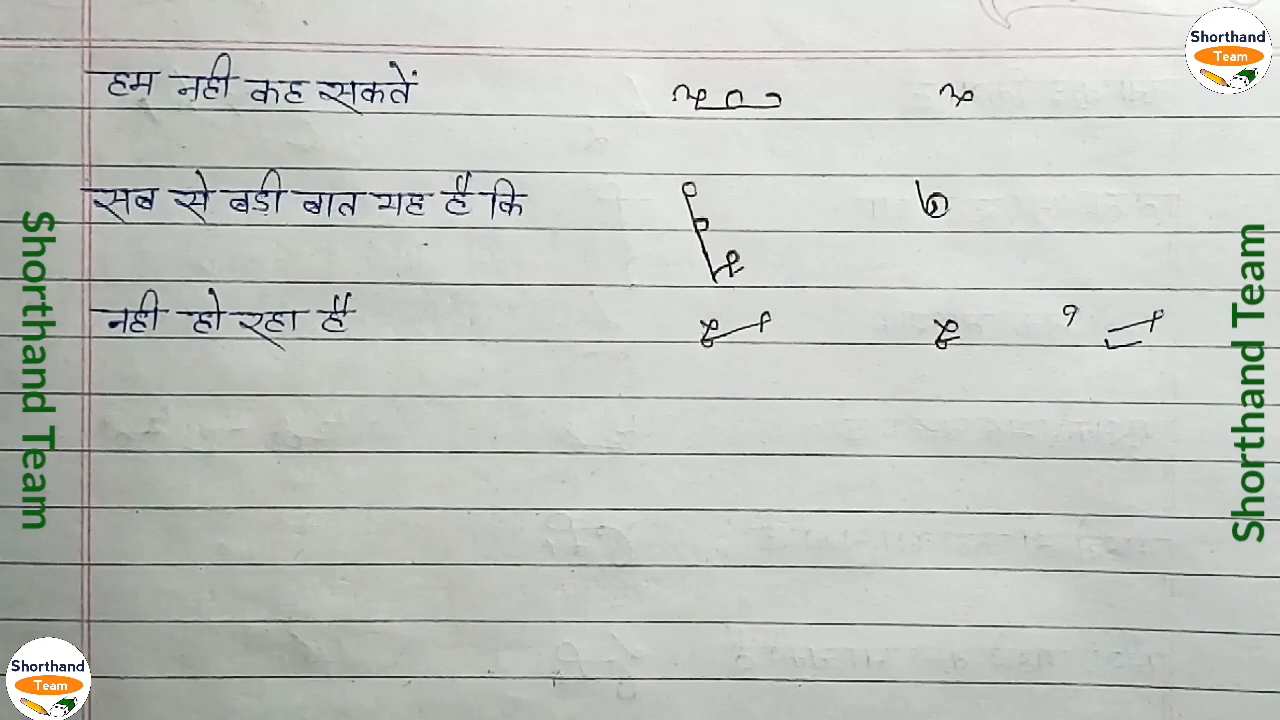 Shorthand
Team
हम नही कह सकतें
सब से बड़ी बात यह है कि
नही हो रहा है
Shorthand Team
Shorthand Team
Shorthand
Team